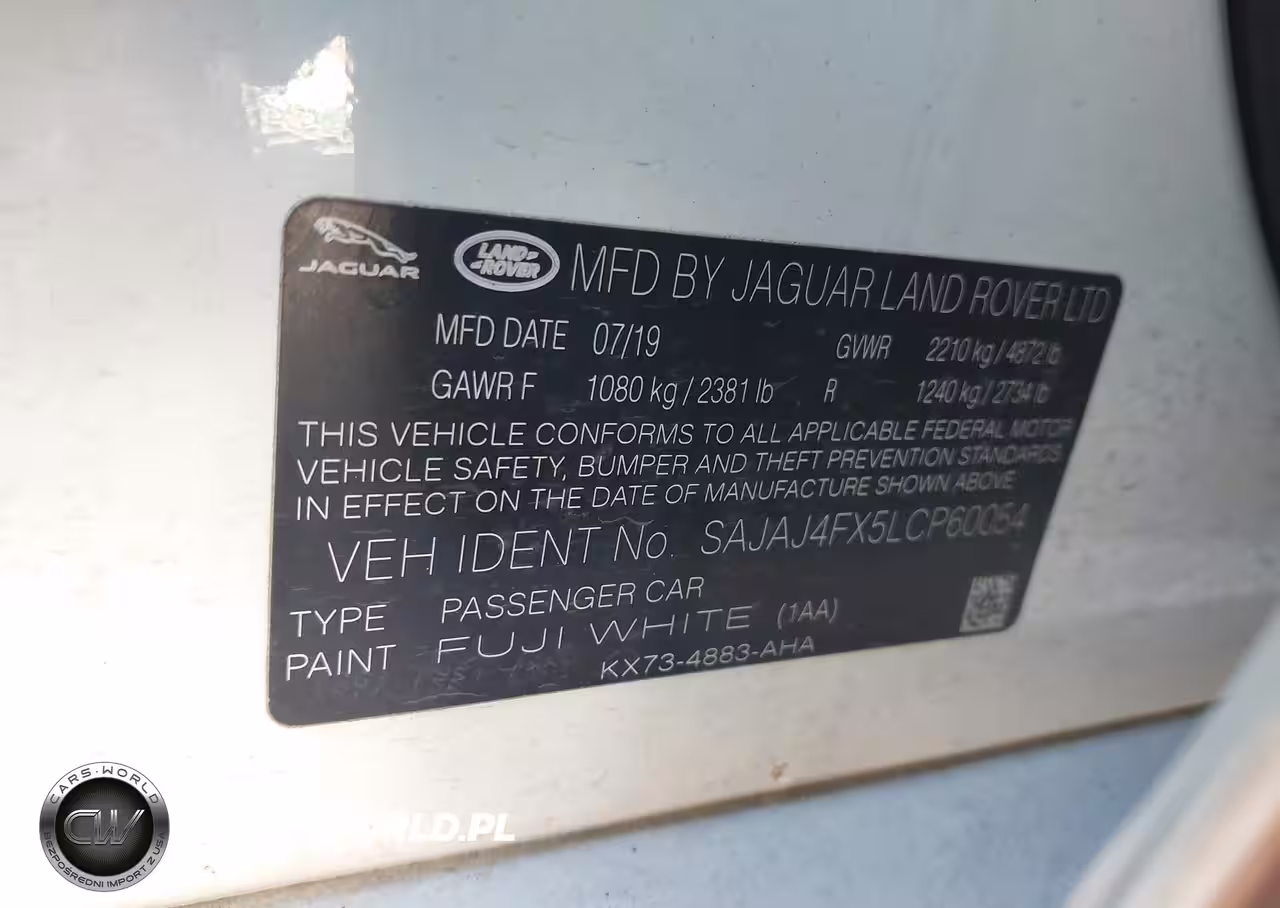 JAGUAR
LAND-
-ROVER
MFD BY JAGUAR LAND ROVER LTD
MFD DATE 07/19 GVWR 2210 kg / 4872 lb
GAWR F 1080 kg / 2381 lb R 1240 kg / 2734 lb
THIS VEHICLE CONFORMS TO ALL APPLICABLE FEDERAL MOTOR
VEHICLE SAFETY, BUMPER AND THEFT PREVENTION STANDARDS
IN EFFECT ON THE DATE OF MANUFACTURE SHOWN ABOVE
VEH IDENT No. SAJAJ4FX5LCP60054
TYPE PASSENGER CAR
PAINT FUJI WHITE (1AA)
KX73-4883-AHA
CARS-WORLD
CW
BEZPOŚREDNI IMPORT Z USA
RLD.PL